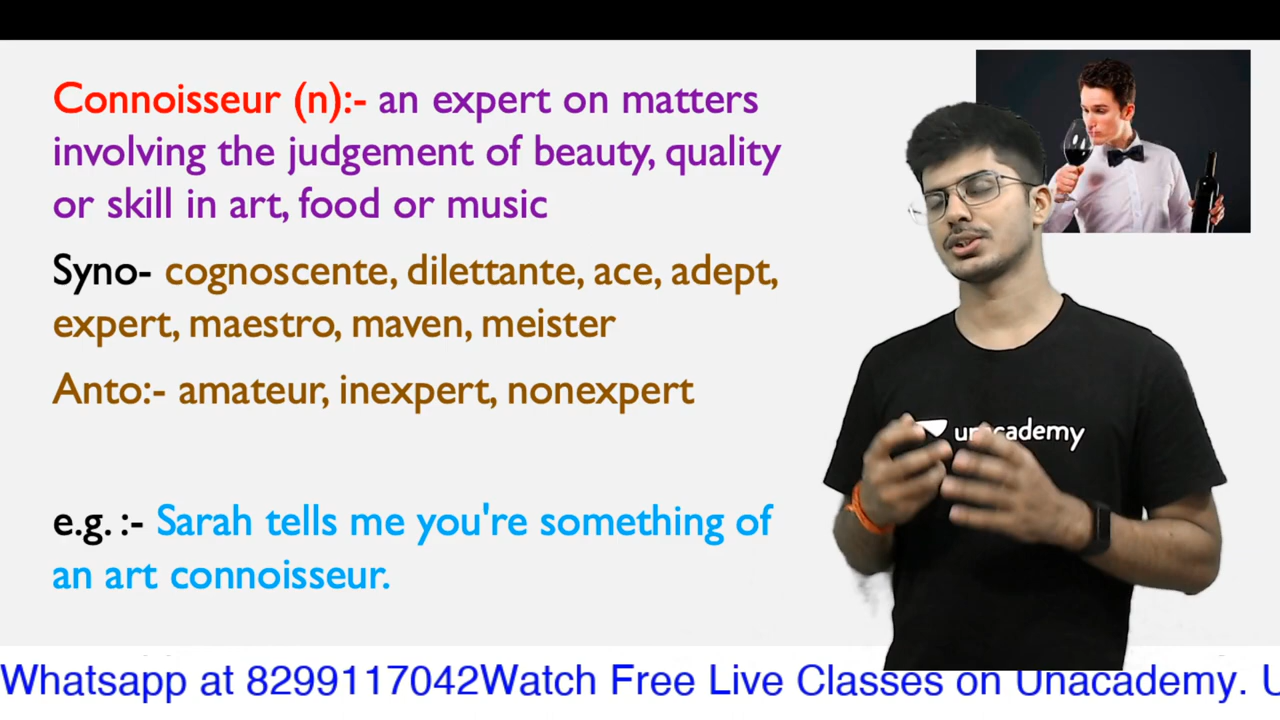 Connoisseur (n):- an expert on matters
involving the judgement of beauty, quality
or skill in art, food or music
Syno- cognoscente, dilettante, ace, adept,
expert, maestro, maven, meister
Anto:- amateur, inexpert, nonexpert
unacademy
e.g. :- Sarah tells me you're something of
an art connoisseur.
Whatsapp at 8299117042Watch Free Live Classes on Unacademy. U